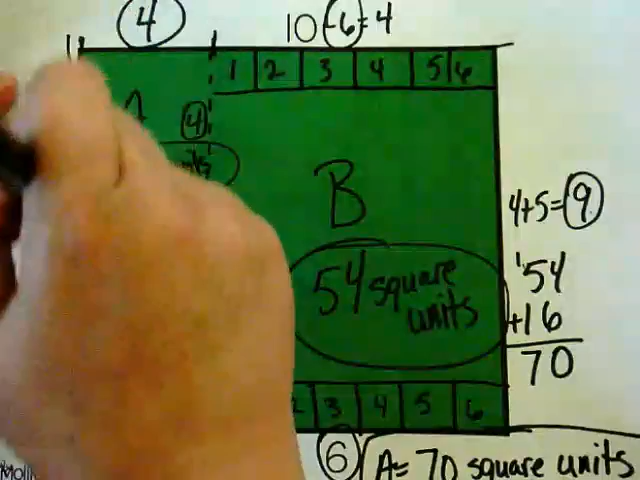 4
10 - 6 = 4
1 2 3 4 5 6
4
B
4+5=9
54 square units
1
54
+16
70
2 3 4 5 6
6
A= 70 square units